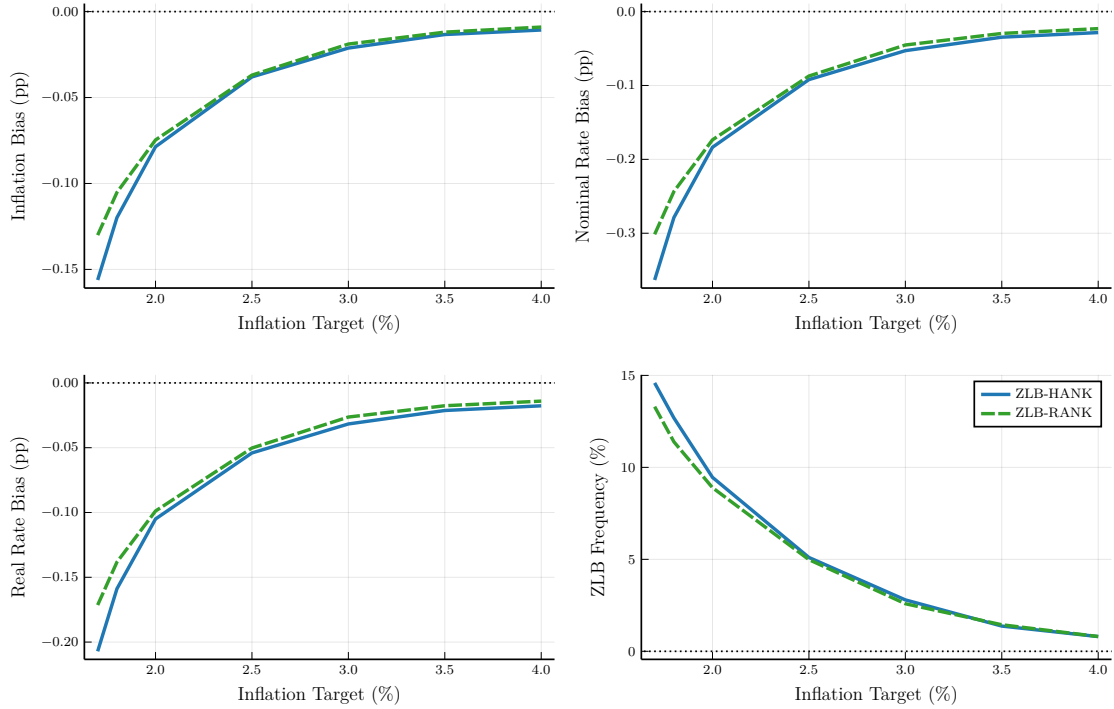 0.00
−0.05
−0.10
−0.15
Inflation Bias (pp)
2.0 2.5 3.0 3.5 4.0
Inflation Target (%)
0.0
−0.1
−0.2
−0.3
Nominal Rate Bias (pp)
2.0 2.5 3.0 3.5 4.0
Inflation Target (%)
0.00
−0.05
−0.10
−0.15
−0.20
Real Rate Bias (pp)
2.0 2.5 3.0 3.5 4.0
Inflation Target (%)
15
10
5
0
ZLB Frequency (%)
ZLB-HANK
ZLB-RANK
2.0 2.5 3.0 3.5 4.0
Inflation Target (%)